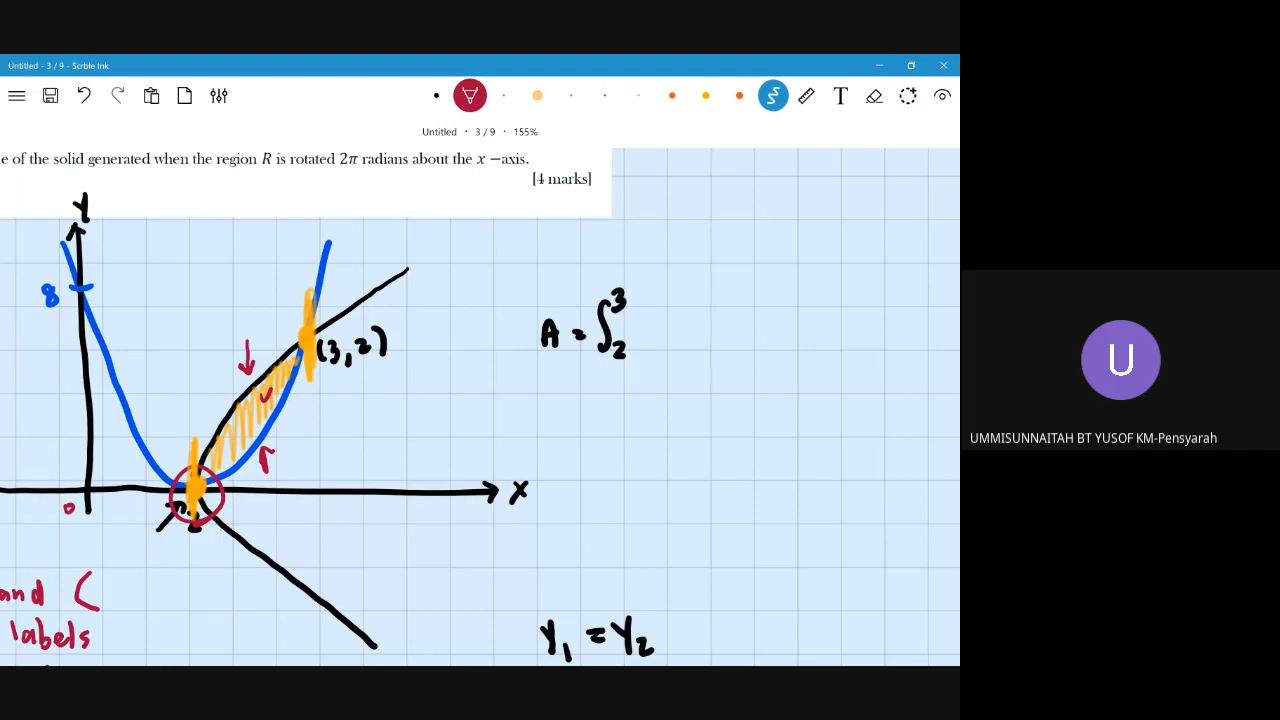 Untitled - 3 / 9 - Scrble Ink
T
Untitled • 3 / 9 • 155%
e of the solid generated when the region R is rotated 2π radians about the x −axis.
[4 marks]
Y
8
(3,2)
A = ∫₂³
0
2
X
and (
labels
Y₁ = Y₂
U
UMMISUNNAITAH BT YUSOF KM-Pensyarah